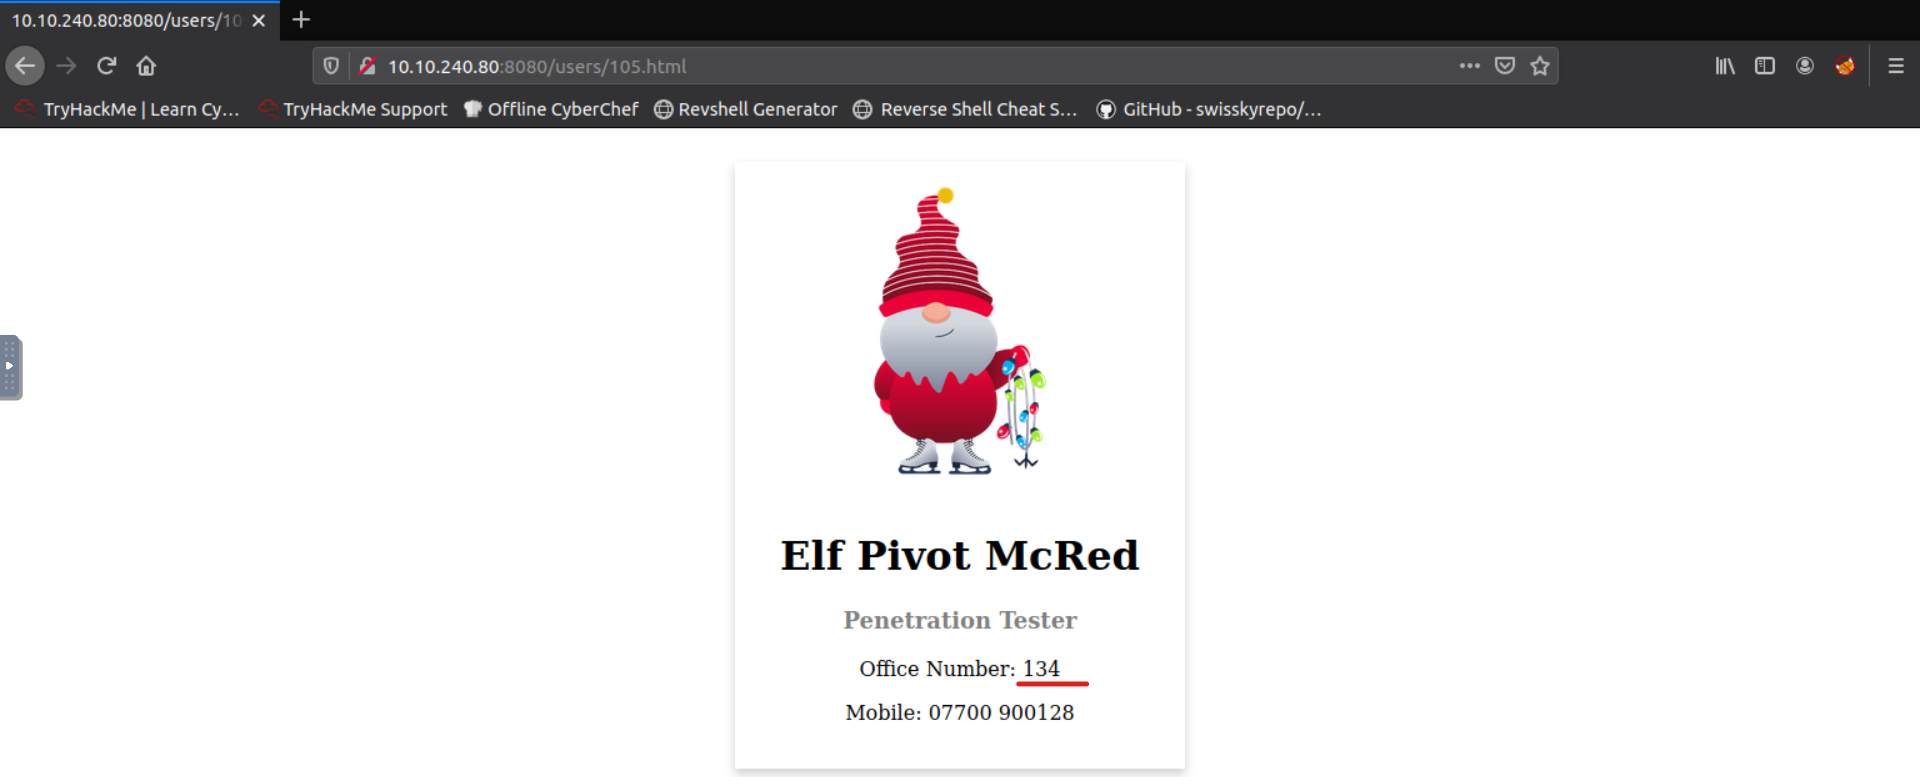 10.10.240.80:8080/users/10
10.10.240.80:8080/users/105.html
TryHackMe | Learn Cy… TryHackMe Support Offline CyberChef Revshell Generator Reverse Shell Cheat S… GitHub - swisskyrepo/…
Elf Pivot McRed
Penetration Tester
Office Number: 134
Mobile: 07700 900128